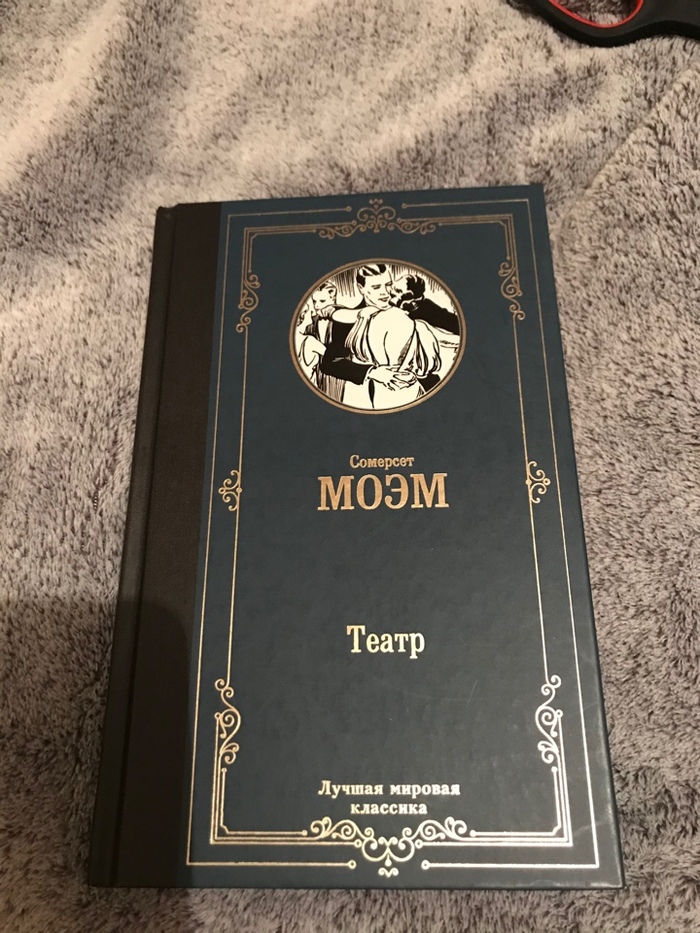 Сомерсет
МОЭМ
Театр
Лучшая мировая
классика